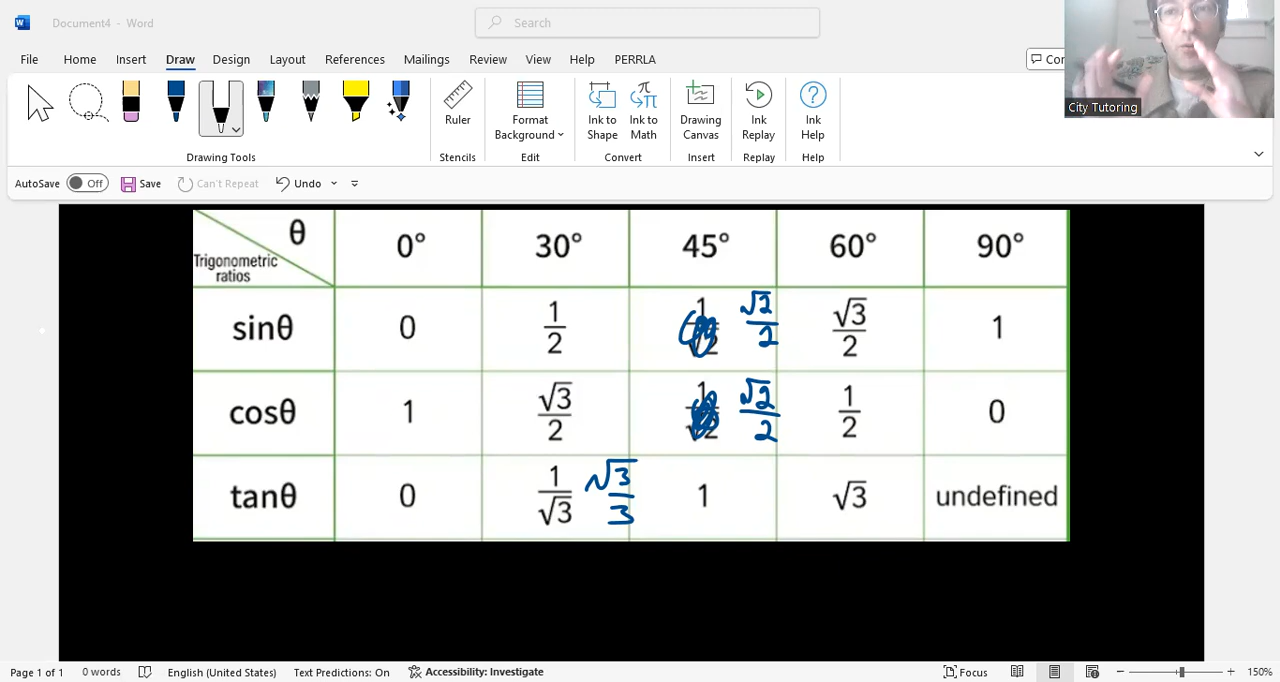 Document4 - Word
Search
File Home Insert Draw Design Layout References Mailings Review View Help PERRLA
City Tutoring
Ruler
Format Background
Ink to Shape
Ink to Math
Drawing Canvas
Ink Replay
Ink Help
Drawing Tools Stencils Edit Convert Insert Replay Help
AutoSave Off Save Can't Repeat Undo
θ Trigonometric ratios 0° 30° 45° 60° 90°
sinθ 0 1/2 1/√2 √2/2 √3/2 1
cosθ 1 √3/2 1/√2 √2/2 1/2 0
tanθ 0 1/√3 √3/3 1 √3 undefined
Page 1 of 1 0 words English (United States) Text Predictions: On Accessibility: Investigate Focus 150%